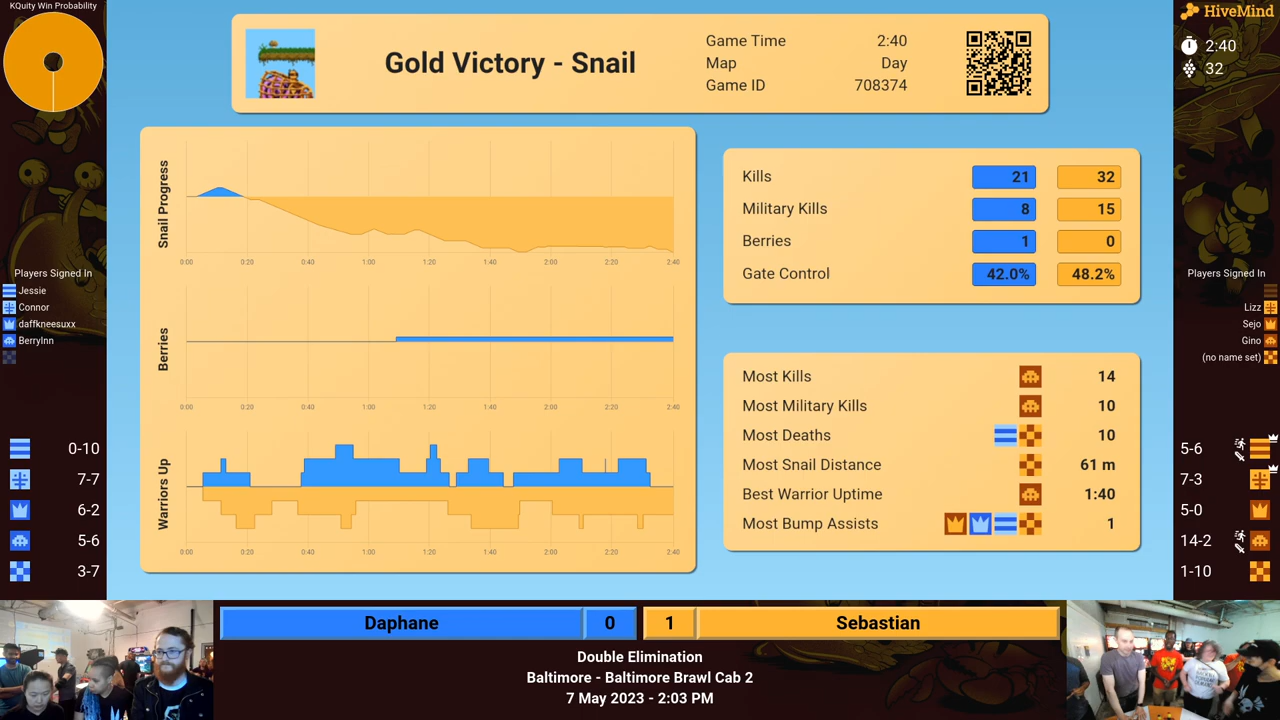 KQuity Win Probability
HiveMind
2:40
32
Gold Victory - Snail
Game Time 2:40
Map Day
Game ID 708374
Snail Progress
0:00 0:20 0:40 1:00 1:20 1:40 2:00 2:20 2:40
Berries
0:00 0:20 0:40 1:00 1:20 1:40 2:00 2:20 2:40
Warriors Up
0:00 0:20 0:40 1:00 1:20 1:40 2:00 2:20 2:40
Kills 21 32
Military Kills 8 15
Berries 1 0
Gate Control 42.0% 48.2%
Most Kills 14
Most Military Kills 10
Most Deaths 10
Most Snail Distance 61 m
Best Warrior Uptime 1:40
Most Bump Assists 1
Players Signed In
Jessie
Connor
daffkneesuxx
BerryInn
0-10
7-7
6-2
5-6
3-7
Players Signed In
Lizz
Sejo
Gino
(no name set)
5-6
7-3
5-0
14-2
1-10
Daphane 0 1 Sebastian
Double Elimination
Baltimore - Baltimore Brawl Cab 2
7 May 2023 - 2:03 PM